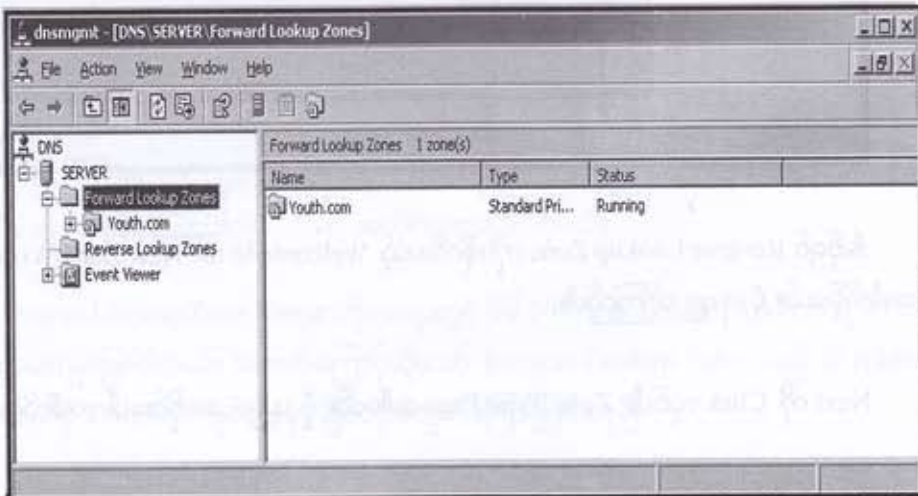 dnsmgmt - [DNS\SERVER\Forward Lookup Zones]
File Action View Window Help
DNS
SERVER
Forward Lookup Zones
Youth.com
Reverse Lookup Zones
Event Viewer
Forward Lookup Zones 1 zone(s)
Name Type Status
Youth.com Standard Pri... Running